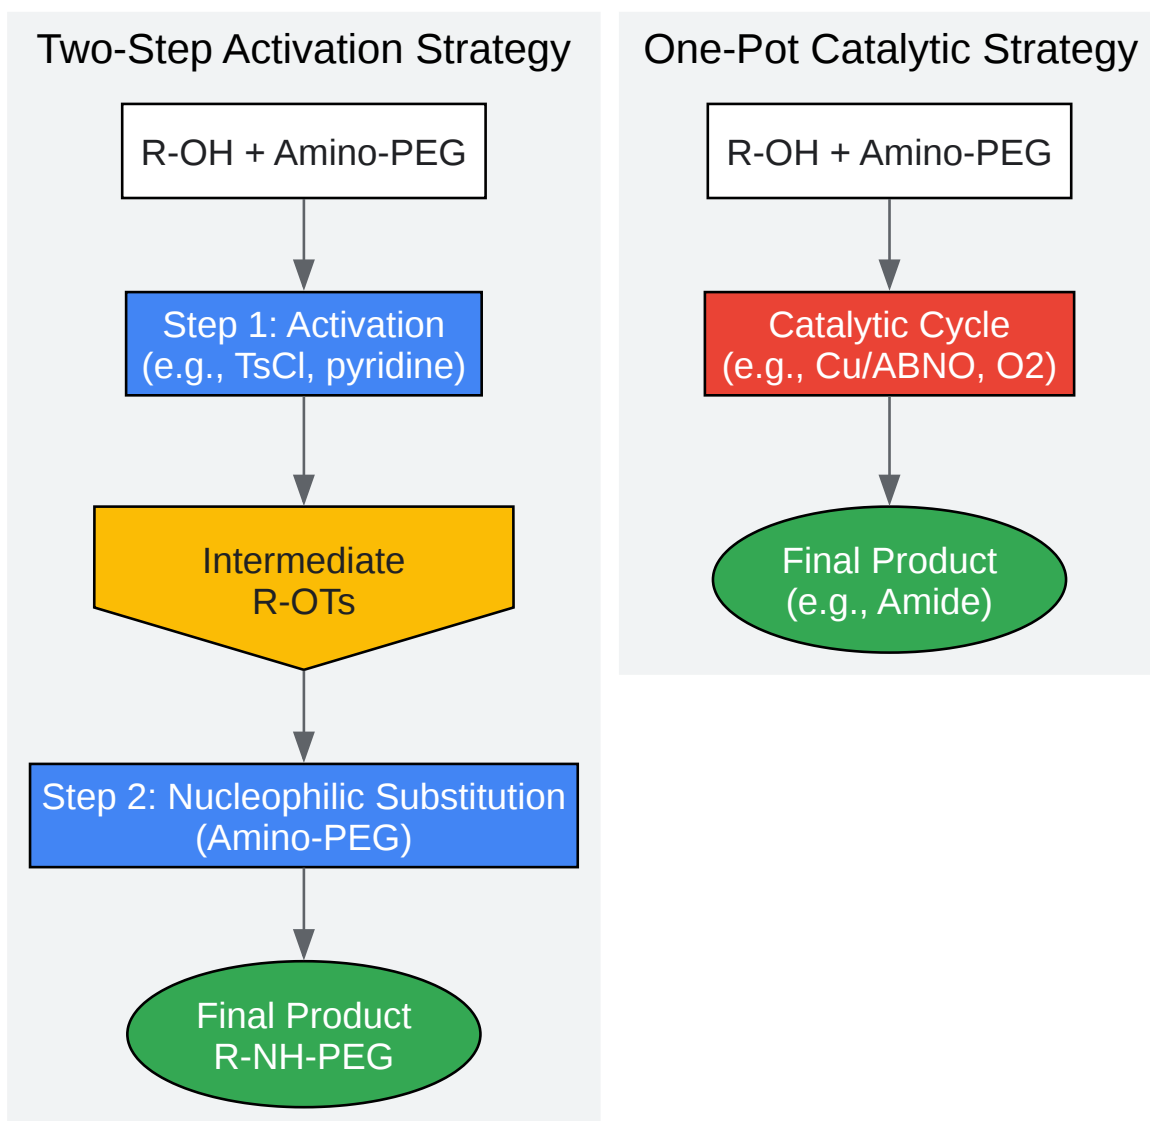 Two-Step Activation Strategy
R-OH + Amino-PEG
Step 1: Activation
(e.g., TsCl, pyridine)
Intermediate
R-OTs
Step 2: Nucleophilic Substitution
(Amino-PEG)
Final Product
R-NH-PEG
One-Pot Catalytic Strategy
R-OH + Amino-PEG
Catalytic Cycle
(e.g., Cu/ABNO, O2)
Final Product
(e.g., Amide)